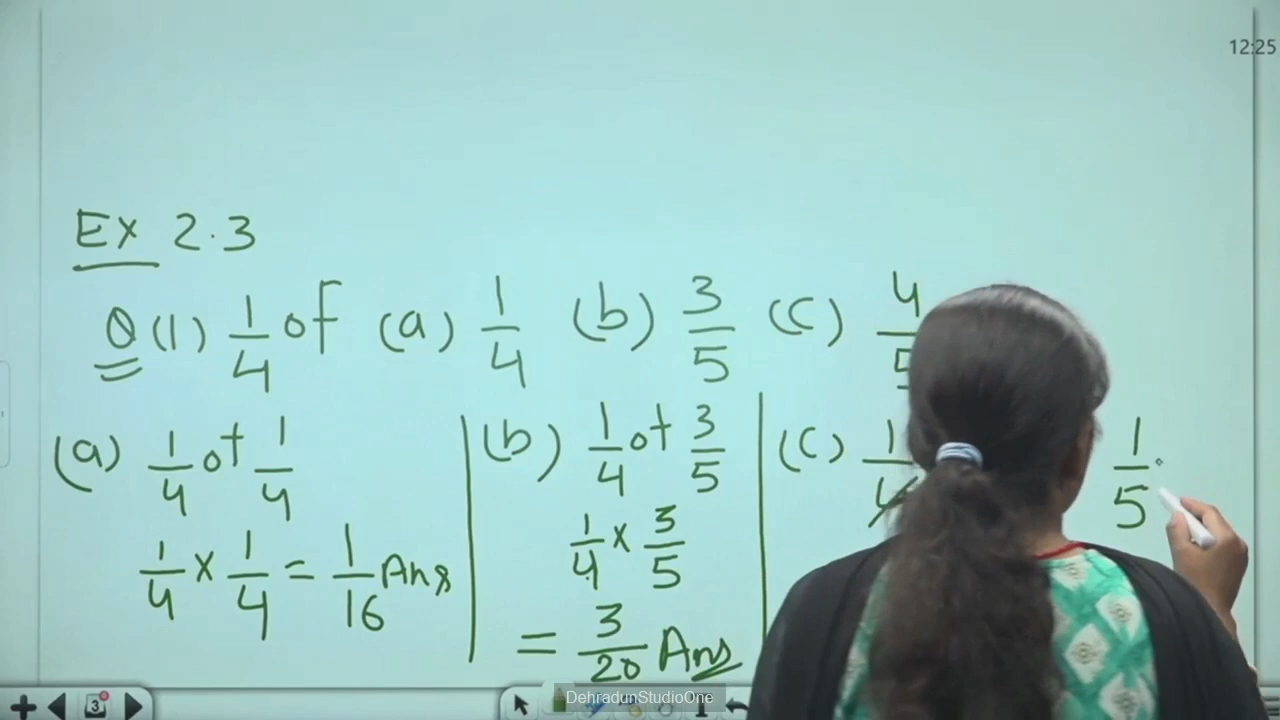 12:25
Ex 2.3
Q (1) 1/4 of (a) 1/4 (b) 3/5 (c) 4/5
(a) 1/4 of 1/4
1/4 × 1/4 = 1/16 Ans
(b) 1/4 of 3/5
1/4 × 3/5
= 3/20 Ans
(c) 1/4 1/5
3
DehradunStudioOne